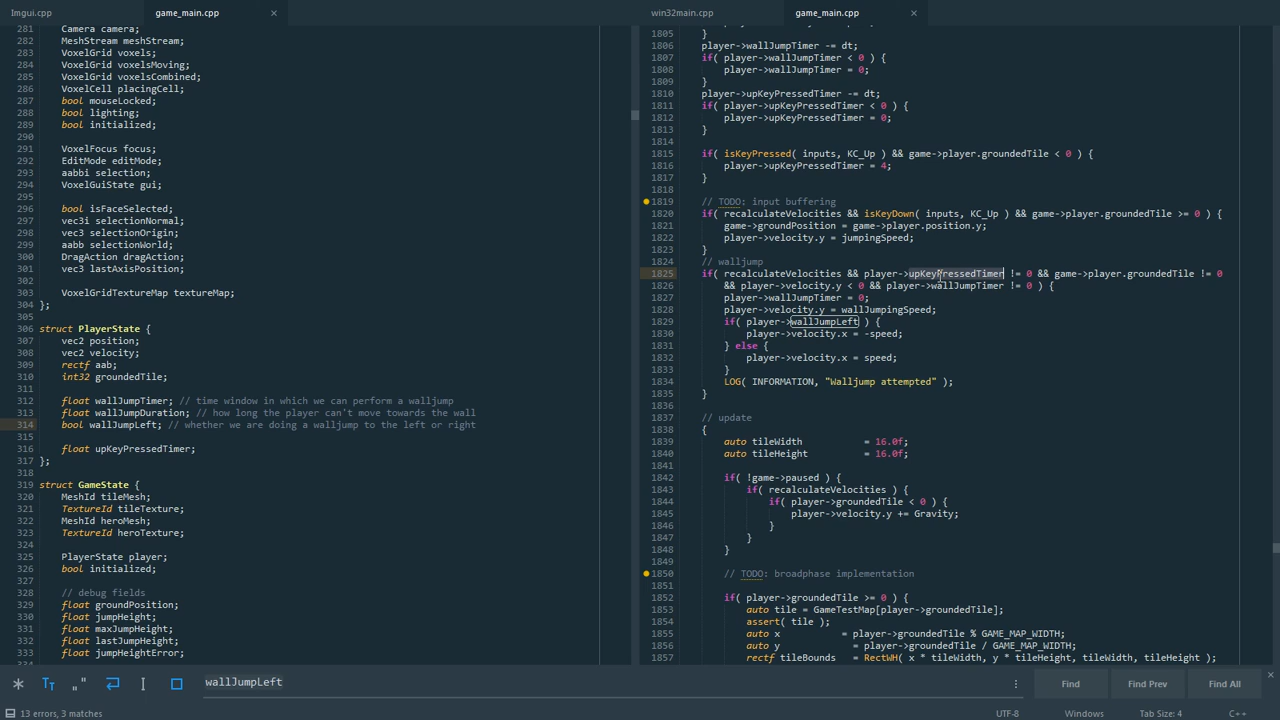 Imgui.cpp
game_main.cpp ×
281 Camera camera;
282 MeshStream meshStream;
283 VoxelGrid voxels;
284 VoxelGrid voxelsMoving;
285 VoxelGrid voxelsCombined;
286 VoxelCell placingCell;
287 bool mouseLocked;
288 bool lighting;
289 bool initialized;
290
291 VoxelFocus focus;
292 EditMode editMode;
293 aabbi selection;
294 VoxelGuiState gui;
295
296 bool isFaceSelected;
297 vec3i selectionNormal;
298 vec3 selectionOrigin;
299 aabb selectionWorld;
300 DragAction dragAction;
301 vec3 lastAxisPosition;
302
303 VoxelGridTextureMap textureMap;
304 };
305
306 struct PlayerState {
307 vec2 position;
308 vec2 velocity;
309 rectf aab;
310 int32 groundedTile;
311
312 float wallJumpTimer; // time window in which we can perform a walljump
313 float wallJumpDuration; // how long the player can't move towards the wall
314 bool wallJumpLeft; // whether we are doing a walljump to the left or right
315
316 float upKeyPressedTimer;
317 };
318
319 struct GameState {
320 MeshId tileMesh;
321 TextureId tileTexture;
322 MeshId heroMesh;
323 TextureId heroTexture;
324
325 PlayerState player;
326 bool initialized;
327
328 // debug fields
329 float groundPosition;
330 float jumpHeight;
331 float maxJumpHeight;
332 float lastJumpHeight;
333 float jumpHeightError;
win32main.cpp
game_main.cpp ×
1805 }
1806 player->wallJumpTimer -= dt;
1807 if( player->wallJumpTimer < 0 ) {
1808 player->wallJumpTimer = 0;
1809 }
1810 player->upKeyPressedTimer -= dt;
1811 if( player->upKeyPressedTimer < 0 ) {
1812 player->upKeyPressedTimer = 0;
1813 }
1814
1815 if( isKeyPressed( inputs, KC_Up ) && game->player.groundedTile < 0 ) {
1816 player->upKeyPressedTimer = 4;
1817 }
1818
1819 // TODO: input buffering
1820 if( recalculateVelocities && isKeyDown( inputs, KC_Up ) && game->player.groundedTile >= 0 ) {
1821 game->groundPosition = game->player.position.y;
1822 player->velocity.y = jumpingSpeed;
1823 }
1824 // walljump
1825 if( recalculateVelocities && player->upKeyPressedTimer != 0 && game->player.groundedTile != 0
1826 && player->velocity.y < 0 && player->wallJumpTimer != 0 ) {
1827 player->wallJumpTimer = 0;
1828 player->velocity.y = wallJumpingSpeed;
1829 if( player->wallJumpLeft ) {
1830 player->velocity.x = -speed;
1831 } else {
1832 player->velocity.x = speed;
1833 }
1834 LOG( INFORMATION, "Walljump attempted" );
1835 }
1836
1837 // update
1838 {
1839 auto tileWidth = 16.0f;
1840 auto tileHeight = 16.0f;
1841
1842 if( !game->paused ) {
1843 if( recalculateVelocities ) {
1844 if( player->groundedTile < 0 ) {
1845 player->velocity.y += Gravity;
1846 }
1847 }
1848 }
1849
1850 // TODO: broadphase implementation
1851
1852 if( player->groundedTile >= 0 ) {
1853 auto tile = GameTestMap[player->groundedTile];
1854 assert( tile );
1855 auto x = player->groundedTile % GAME_MAP_WIDTH;
1856 auto y = player->groundedTile / GAME_MAP_WIDTH;
1857 rectf tileBounds = RectWH( x * tileWidth, y * tileHeight, tileWidth, tileHeight );
wallJumpLeft
Find
Find Prev
Find All
13 errors, 3 matches
UTF-8
Windows
Tab Size: 4
C++